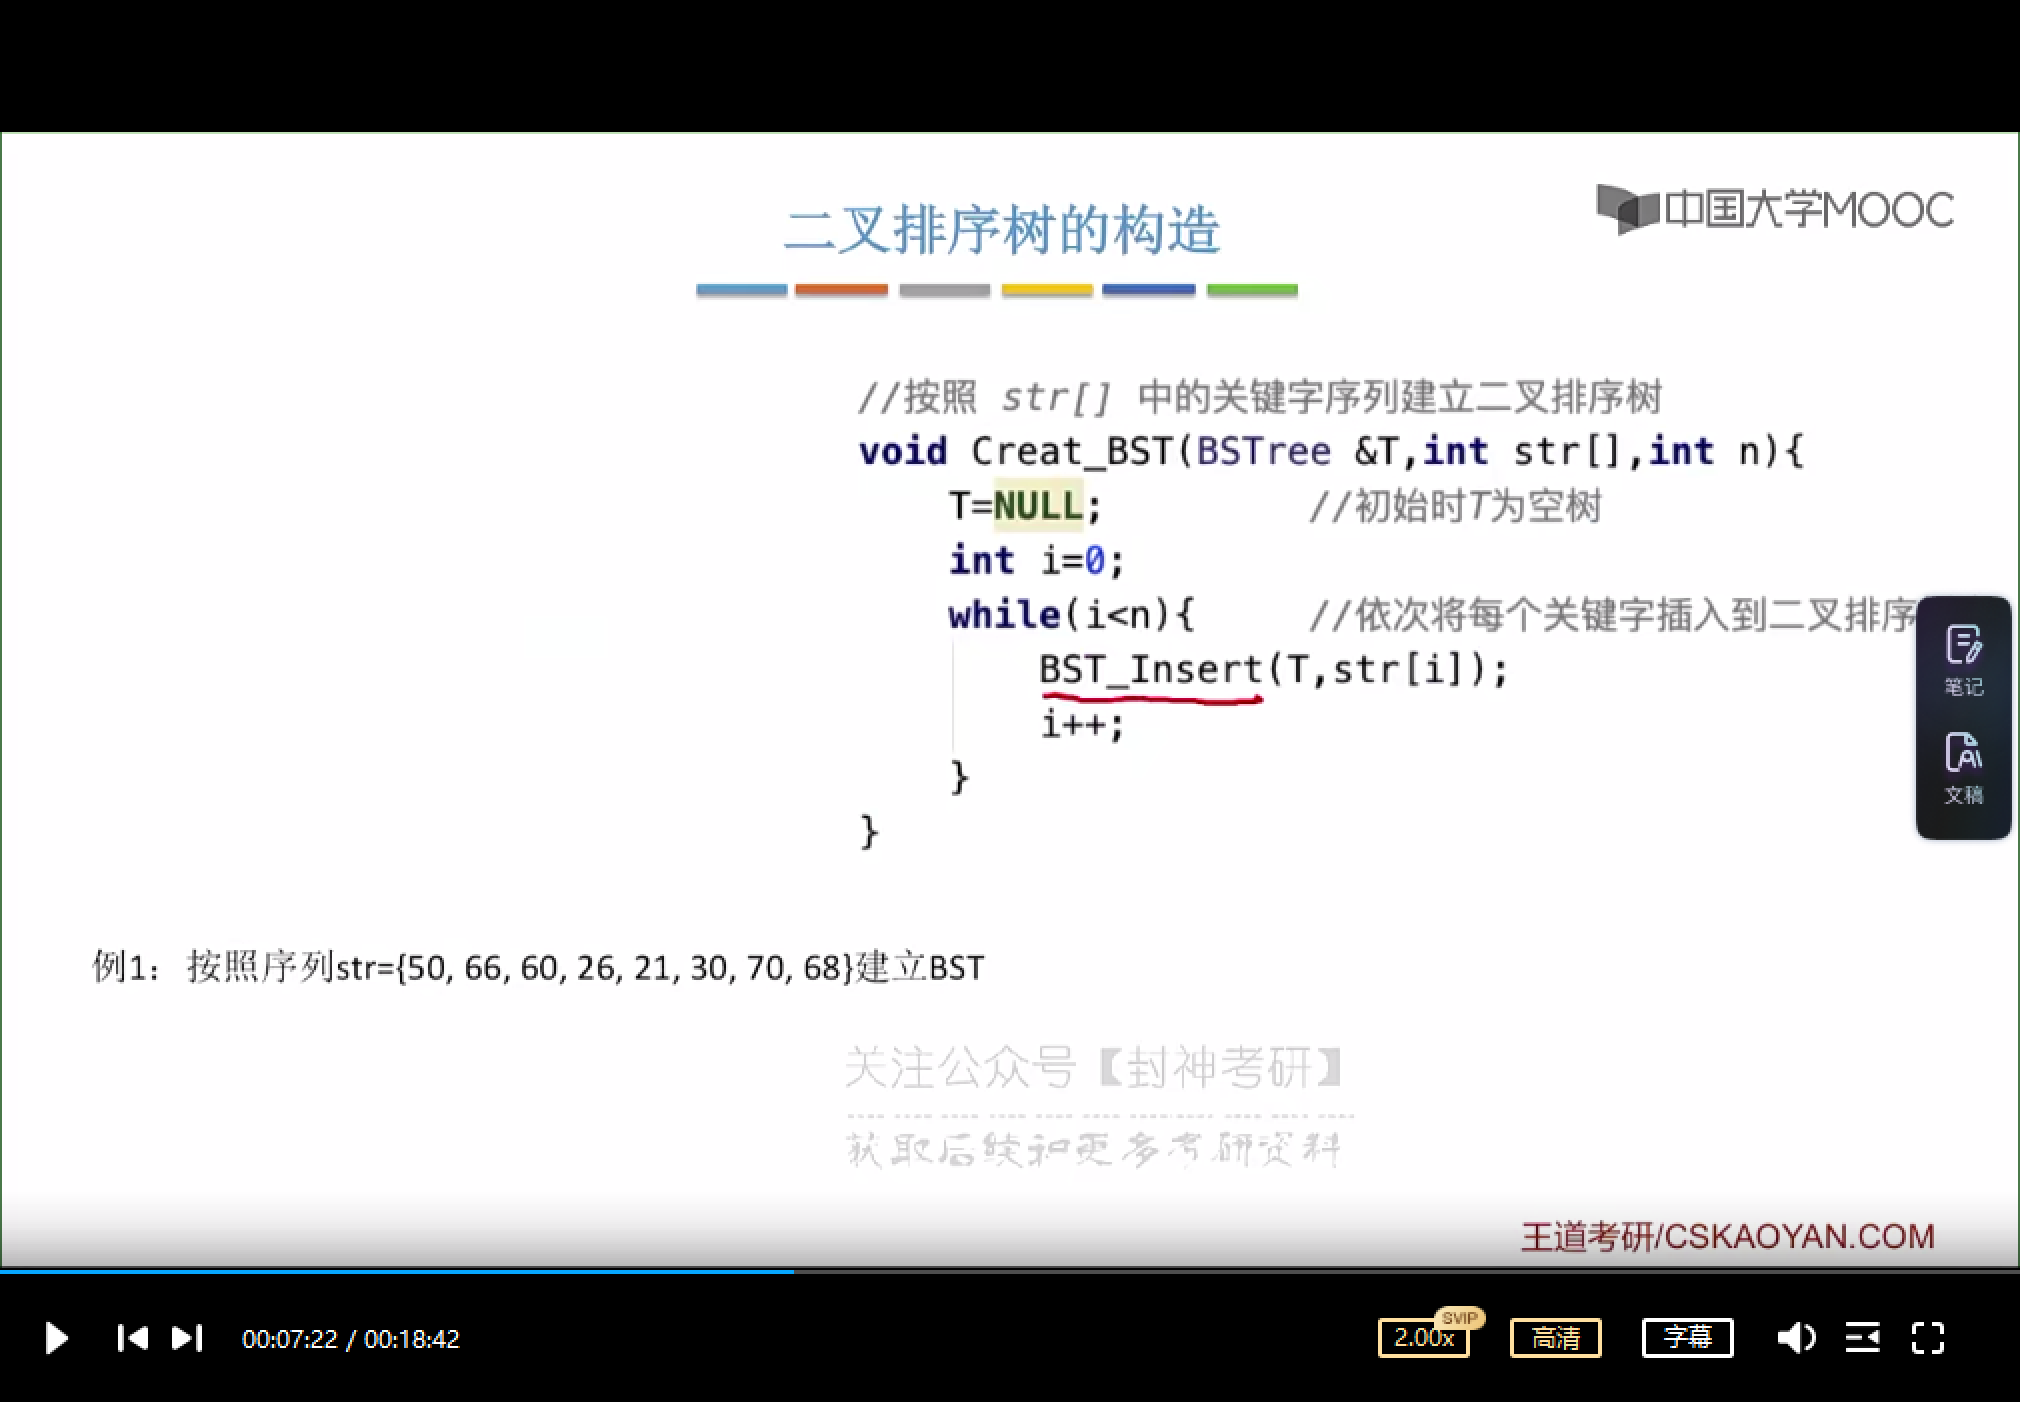 二叉排序树的构造
中国大学MOOC
//按照 str[] 中的关键字序列建立二叉排序树
void Creat_BST(BSTree &T,int str[],int n){
T=NULL; //初始时T为空树
int i=0;
while(i<n){ //依次将每个关键字插入到二叉排序
BST_Insert(T,str[i]);
i++;
}
}
笔记
文稿
例1：按照序列str={50, 66, 60, 26, 21, 30, 70, 68}建立BST
关注公众号【封神考研】
获取后续和更多考研资料
王道考研/CSKAOYAN.COM
00:07:22 / 00:18:42
2.00x
SVIP
高清
字幕